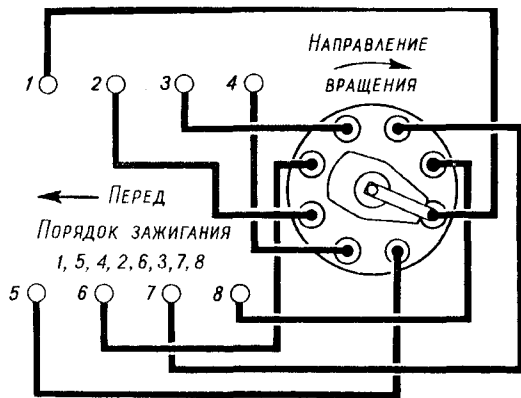 НАПРАВЛЕНИЕ
ВРАЩЕНИЯ
1 2 3 4
ПЕРЕД
ПОРЯДОК ЗАЖИГАНИЯ
1, 5, 4, 2, 6, 3, 7, 8
5 6 7 8